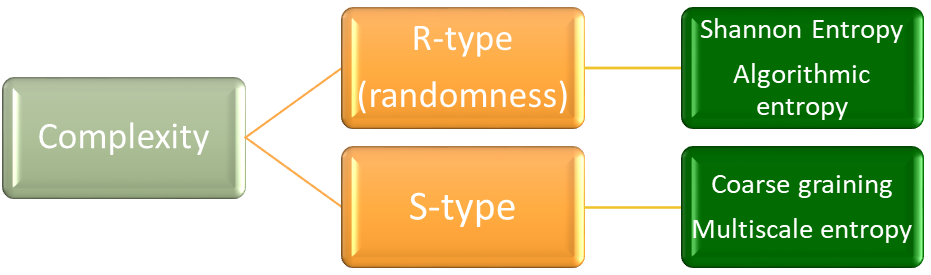 Complexity
R-type
(randomness)
Shannon Entropy
Algorithmic
entropy
S-type
Coarse graining
Multiscale entropy